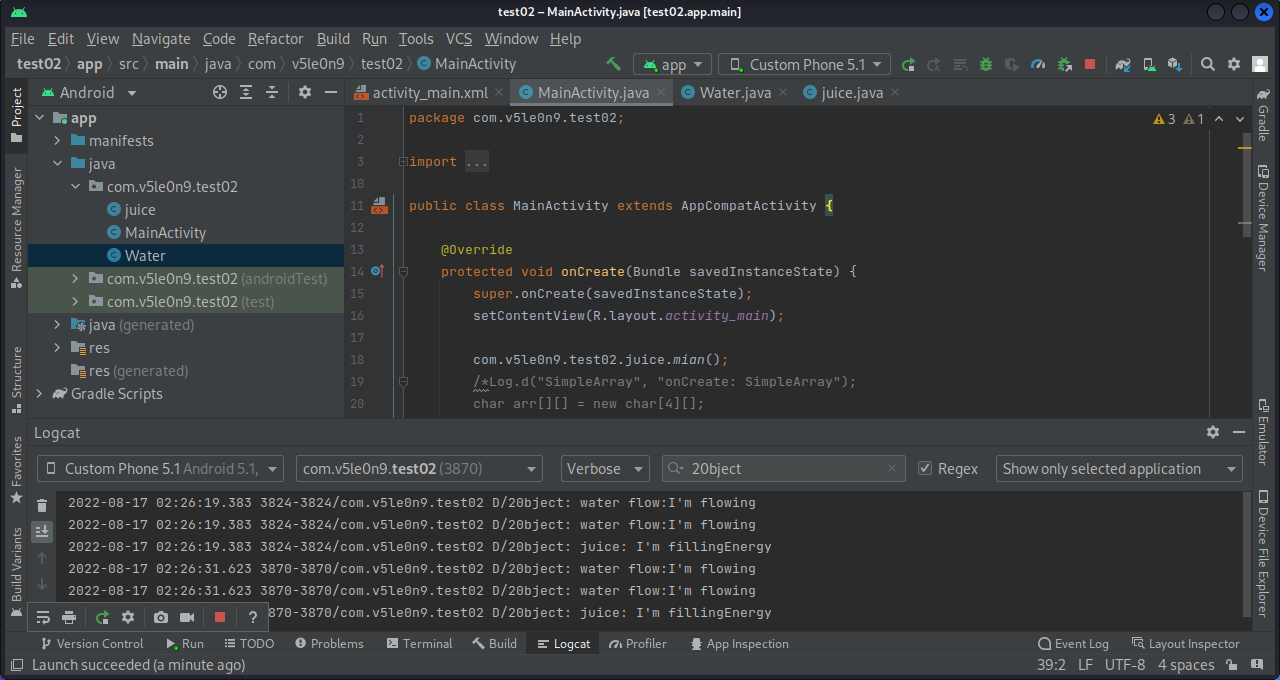 test02 – MainActivity.java [test02.app.main]
File Edit View Navigate Code Refactor Build Run Tools VCS Window Help
test02 app src main java com v5le0n9 test02 MainActivity app Custom Phone 5.1
Project Android activity_main.xml MainActivity.java Water.java juice.java Gradle
app
manifests
java
com.v5le0n9.test02
juice
MainActivity
Water
com.v5le0n9.test02 (androidTest)
com.v5le0n9.test02 (test)
java (generated)
res
res (generated)
Gradle Scripts
Resource Manager
Structure
Favorites
Build Variants
1 package com.v5le0n9.test02; 3 1
2
3 import ...
10
11 public class MainActivity extends AppCompatActivity {
12
13 @Override
14 protected void onCreate(Bundle savedInstanceState) {
15 super.onCreate(savedInstanceState);
16 setContentView(R.layout.activity_main);
17
18 com.v5le0n9.test02.juice.mian();
19 /*Log.d("SimpleArray", "onCreate: SimpleArray");
20 char arr[][] = new char[4][];
Device Manager
Emulator
Device File Explorer
Logcat
Custom Phone 5.1 Android 5.1, com.v5le0n9.test02 (3870) Verbose 20bject Regex Show only selected application
2022-08-17 02:26:19.383 3824-3824/com.v5le0n9.test02 D/20bject: water flow:I'm flowing
2022-08-17 02:26:19.383 3824-3824/com.v5le0n9.test02 D/20bject: water flow:I'm flowing
2022-08-17 02:26:19.383 3824-3824/com.v5le0n9.test02 D/20bject: juice: I'm fillingEnergy
2022-08-17 02:26:31.623 3870-3870/com.v5le0n9.test02 D/20bject: water flow:I'm flowing
2022-08-17 02:26:31.623 3870-3870/com.v5le0n9.test02 D/20bject: water flow:I'm flowing
3870-3870/com.v5le0n9.test02 D/20bject: juice: I'm fillingEnergy
Version Control Run TODO Problems Terminal Build Logcat Profiler App Inspection Event Log Layout Inspector
Launch succeeded (a minute ago) 39:2 LF UTF-8 4 spaces